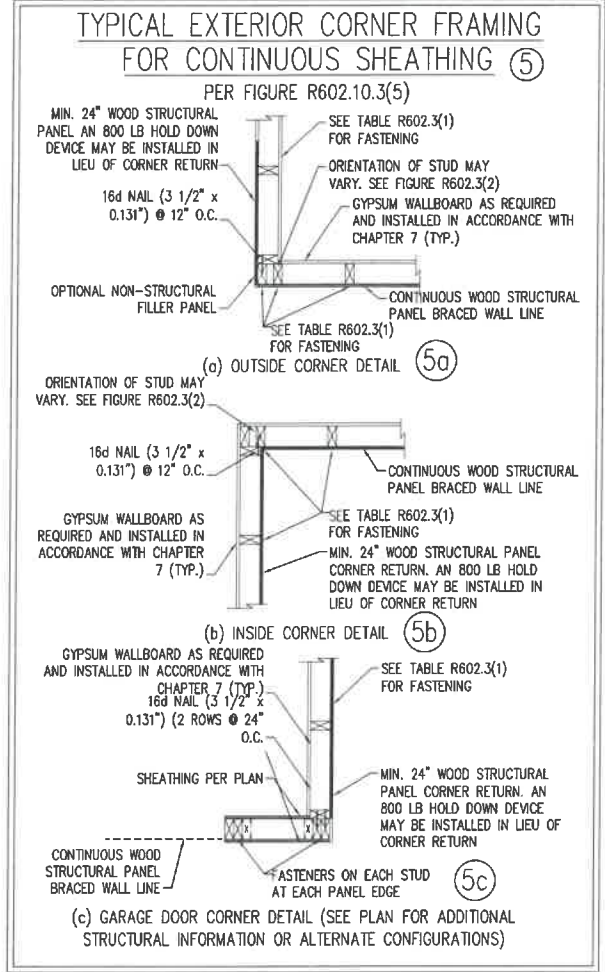 TYPICAL EXTERIOR CORNER FRAMING
FOR CONTINUOUS SHEATHING 5
PER FIGURE R602.10.3(5)
MIN. 24" WOOD STRUCTURAL
PANEL AN 800 LB HOLD DOWN
DEVICE MAY BE INSTALLED IN
LIEU OF CORNER RETURN
SEE TABLE R602.3(1)
FOR FASTENING
ORIENTATION OF STUD MAY
VARY. SEE FIGURE R602.3(2)
16d NAIL (3 1/2" x
0.131") @ 12" O.C.
GYPSUM WALLBOARD AS REQUIRED
AND INSTALLED IN ACCORDANCE WITH
CHAPTER 7 (TYP.)
OPTIONAL NON-STRUCTURAL
FILLER PANEL
CONTINUOUS WOOD STRUCTURAL
PANEL BRACED WALL LINE
SEE TABLE R602.3(1)
FOR FASTENING
(a) OUTSIDE CORNER DETAIL 5a
ORIENTATION OF STUD MAY
VARY. SEE FIGURE R602.3(2)
16d NAIL (3 1/2" x
0.131") @ 12" O.C.
CONTINUOUS WOOD STRUCTURAL
PANEL BRACED WALL LINE
GYPSUM WALLBOARD AS
REQUIRED AND INSTALLED IN
ACCORDANCE WITH CHAPTER
7 (TYP.)
SEE TABLE R602.3(1)
FOR FASTENING
MIN. 24" WOOD STRUCTURAL PANEL
CORNER RETURN. AN 800 LB HOLD
DOWN DEVICE MAY BE INSTALLED IN
LIEU OF CORNER RETURN
(b) INSIDE CORNER DETAIL 5b
GYPSUM WALLBOARD AS REQUIRED
AND INSTALLED IN ACCORDANCE WITH
CHAPTER 7 (TYP.)
16d NAIL (3 1/2" x
0.131") (2 ROWS @ 24"
O.C.
SEE TABLE R602.3(1)
FOR FASTENING
SHEATHING PER PLAN
MIN. 24" WOOD STRUCTURAL
PANEL CORNER RETURN. AN
800 LB HOLD DOWN DEVICE
MAY BE INSTALLED IN LIEU OF
CORNER RETURN
CONTINUOUS WOOD
STRUCTURAL PANEL
BRACED WALL LINE
FASTENERS ON EACH STUD
AT EACH PANEL EDGE
5c
(c) GARAGE DOOR CORNER DETAIL (SEE PLAN FOR ADDITIONAL
STRUCTURAL INFORMATION OR ALTERNATE CONFIGURATIONS)